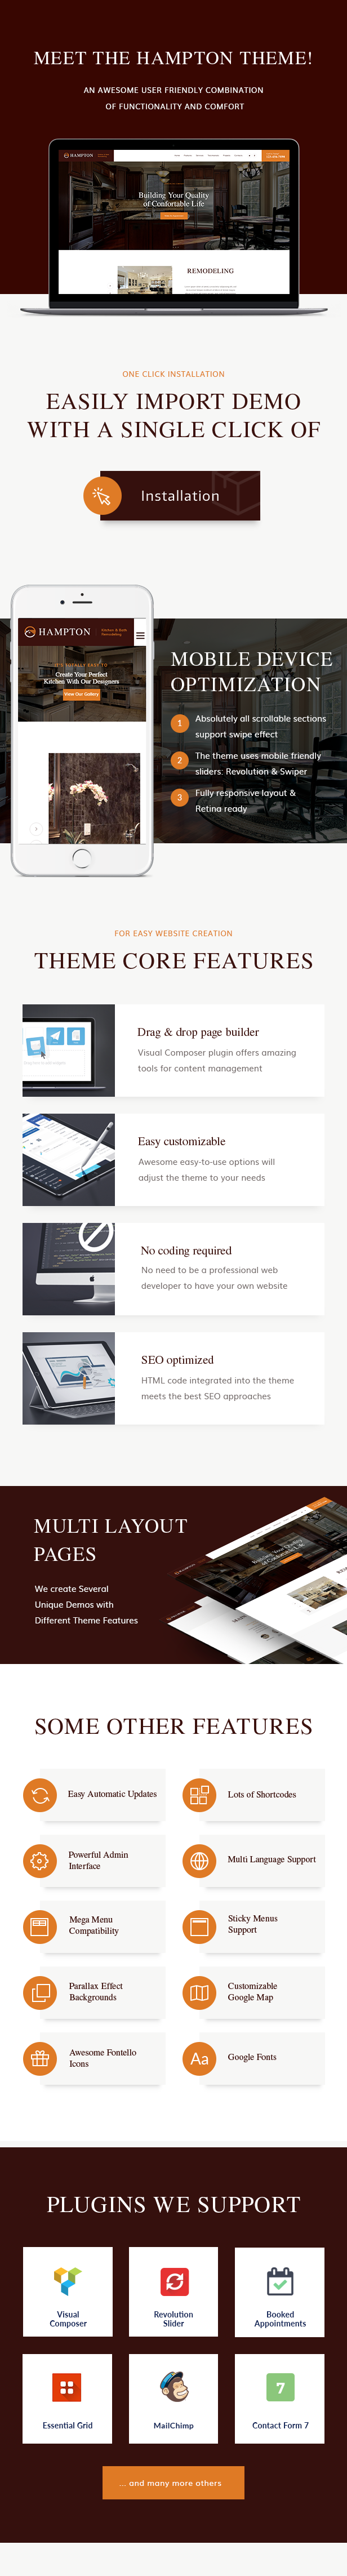 MEET THE HAMPTON THEME!
AN AWESOME USER FRIENDLY COMBINATION
OF FUNCTIONALITY AND COMFORT
HAMPTON
Building Your Quality
of Confortable Life
REMODELING
ONE CLICK INSTALLATION
EASILY IMPORT DEMO
WITH A SINGLE CLICK OF
Installation
HAMPTON
Kitchen & Bath
Remodeling
IT'S TOTALLY EASY TO
Create Your Perfect
Kitchen With Our Designers
View Our Gallery
MOBILE DEVICE
OPTIMIZATION
1
Absolutely all scrollable sections
support swipe effect
2
The theme uses mobile friendly
sliders: Revolution & Swiper
3
Fully responsive layout &
Retina ready
FOR EASY WEBSITE CREATION
THEME CORE FEATURES
Drag & drop page builder
Visual Composer plugin offers amazing
tools for content management
Easy customizable
Awesome easy-to-use options will
adjust the theme to your needs
No coding required
No need to be a professional web
developer to have your own website
SEO optimized
HTML code integrated into the theme
meets the best SEO approaches
MULTI LAYOUT
PAGES
We create Several
Unique Demos with
Different Theme Features
SOME OTHER FEATURES
Easy Automatic Updates
Lots of Shortcodes
Powerful Admin
Interface
Multi Language Support
Mega Menu
Compatibility
Sticky Menus
Support
Parallax Effect
Backgrounds
Customizable
Google Map
Awesome Fontello
Icons
Aa
Google Fonts
PLUGINS WE SUPPORT
Visual
Composer
Revolution
Slider
Booked
Appointments
Essential Grid
MailChimp
7
Contact Form 7
... and many more others